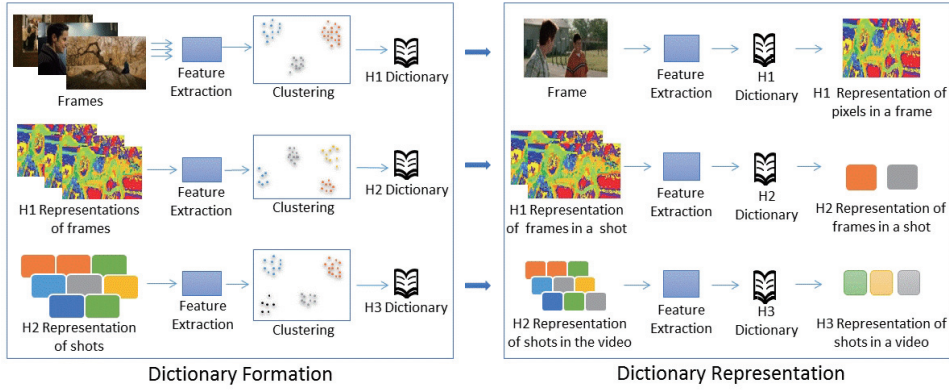 Frames
Feature
Extraction
Clustering
H1 Dictionary
H1 Representations
of frames
Feature
Extraction
Clustering
H2 Dictionary
H2 Representation
of shots
Feature
Extraction
Clustering
H3 Dictionary
Dictionary Formation
Frame
Feature
Extraction
H1
Dictionary
H1 Representation of
pixels in a frame
H1 Representation
of frames in a shot
Feature
Extraction
H2
Dictionary
H2 Representation of
frames in a shot
H2 Representation
of shots in the video
Feature
Extraction
H3
Dictionary
H3 Representation of
shots in a video
Dictionary Representation